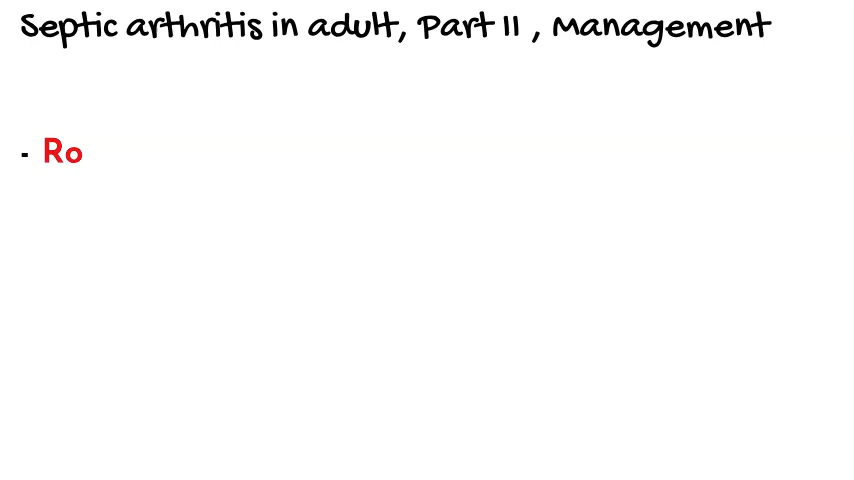 Septic arthritis in adult, Part II , Management
- Ro